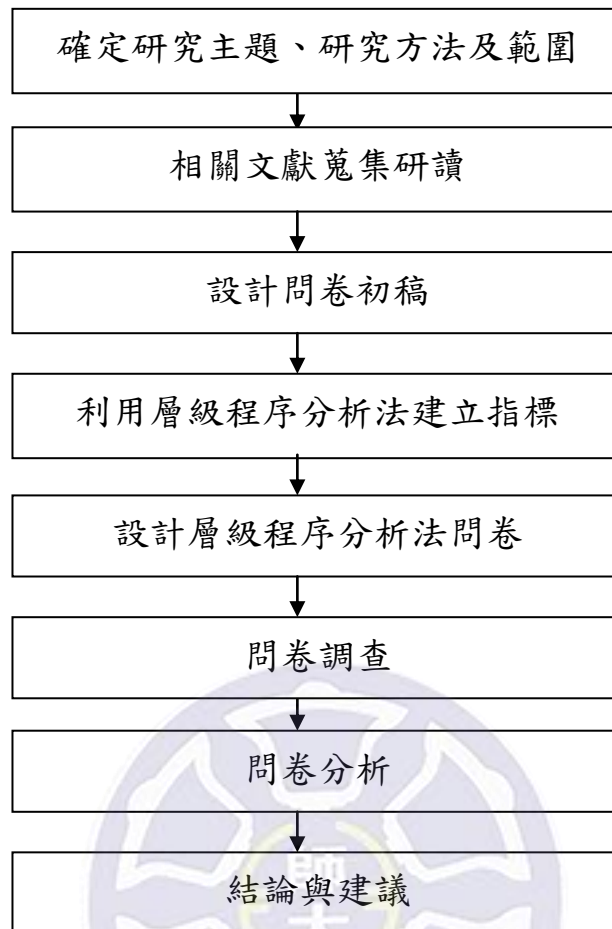 確定研究主題、研究方法及範圍
相關文獻蒐集研讀
設計問卷初稿
利用層級程序分析法建立指標
設計層級程序分析法問卷
問卷調查
問卷分析
結論與建議
師大